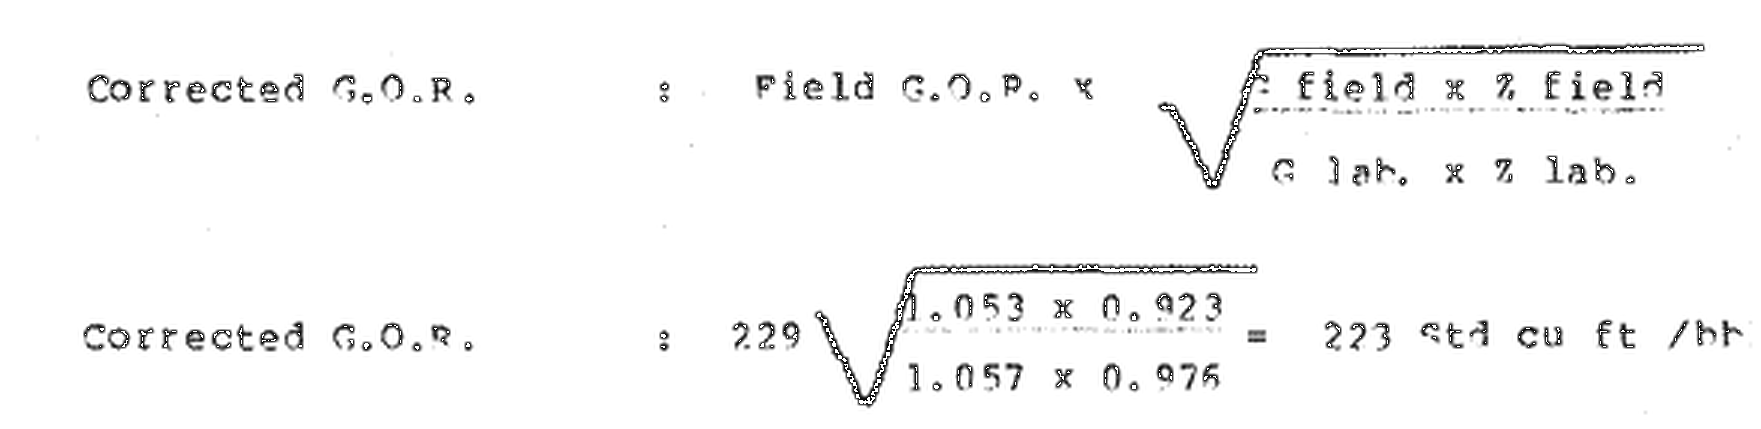 Corrected G.O.R. : Field G.O.R. x √ G field x Z field
G lab. x Z lab.
1.053 x 0.923
Corrected G.O.R. : 229 √ = 223 Std cu ft /bb
1.057 x 0.976